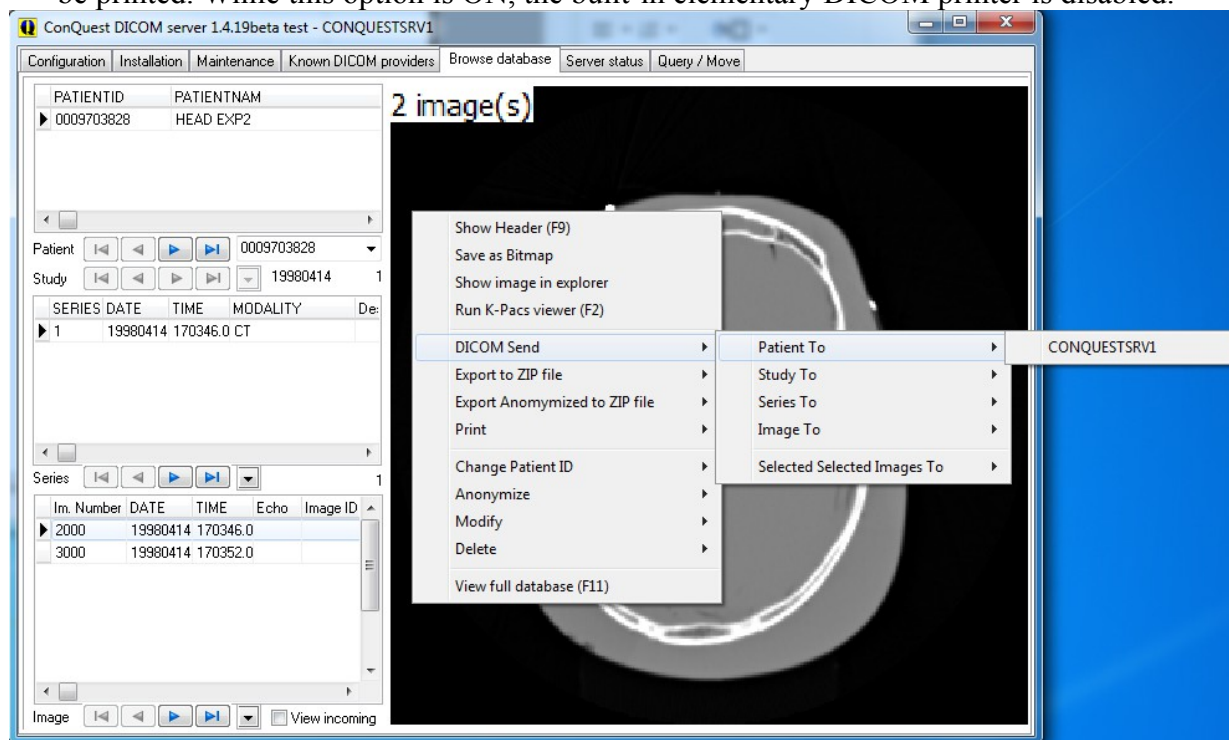 be printed. While this option is ON, the built-in elementary DICOM printer is disabled.
ConQuest DICOM server 1.4.19beta test - CONQUESTSRV1
Configuration Installation Maintenance Known DICOM providers Browse database Server status Query / Move
PATIENTID PATIENTNAM
0009703828 HEAD EXP2
2 image(s)
Patient 0009703828
Study 19980414 1
SERIES DATE TIME MODALITY De:
1 19980414 170346.0 CT
Series 1
Im. Number DATE TIME Echo Image ID
2000 19980414 170346.0
3000 19980414 170352.0
Image View incoming
Show Header (F9)
Save as Bitmap
Show image in explorer
Run K-Pacs viewer (F2)
DICOM Send
Export to ZIP file
Export Anomymized to ZIP file
Print
Change Patient ID
Anonymize
Modify
Delete
View full database (F11)
Patient To
Study To
Series To
Image To
Selected Selected Images To
CONQUESTSRV1